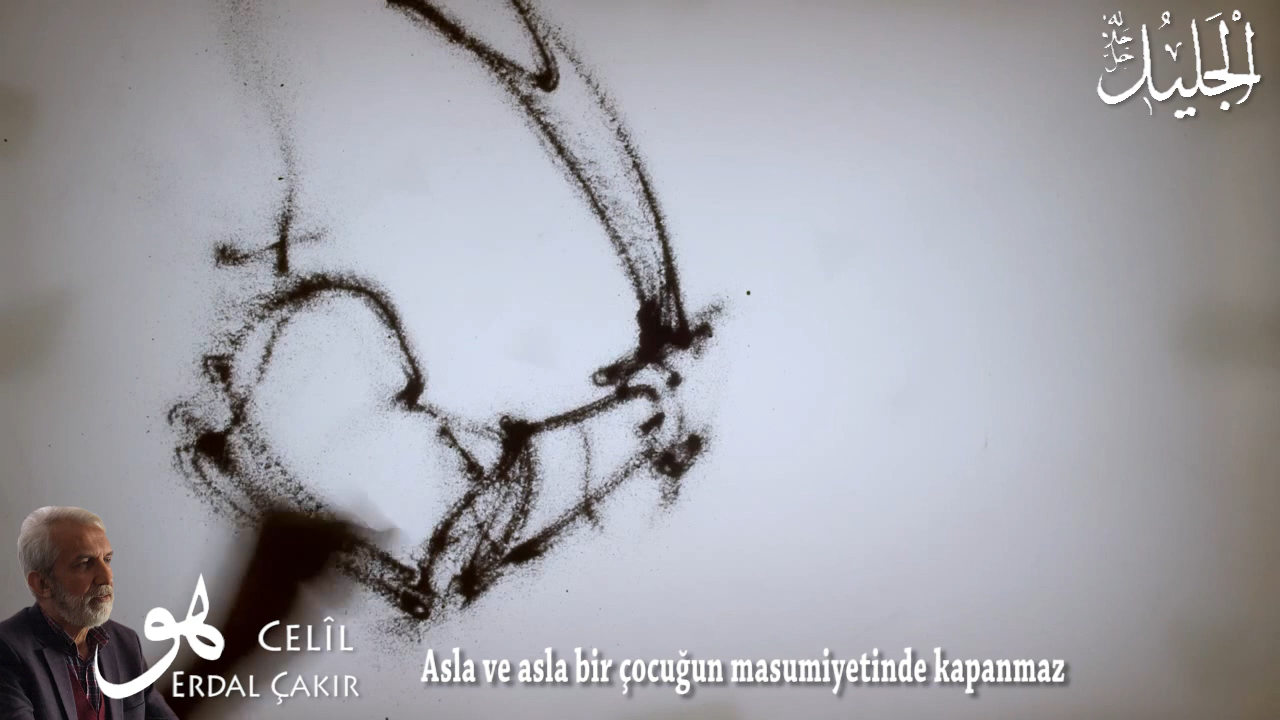 الجليل
جل جلاله
هو
CELÎL
ERDAL ÇAKIR
Asla ve asla bir çocuğun masumiyetinde kapanmaz